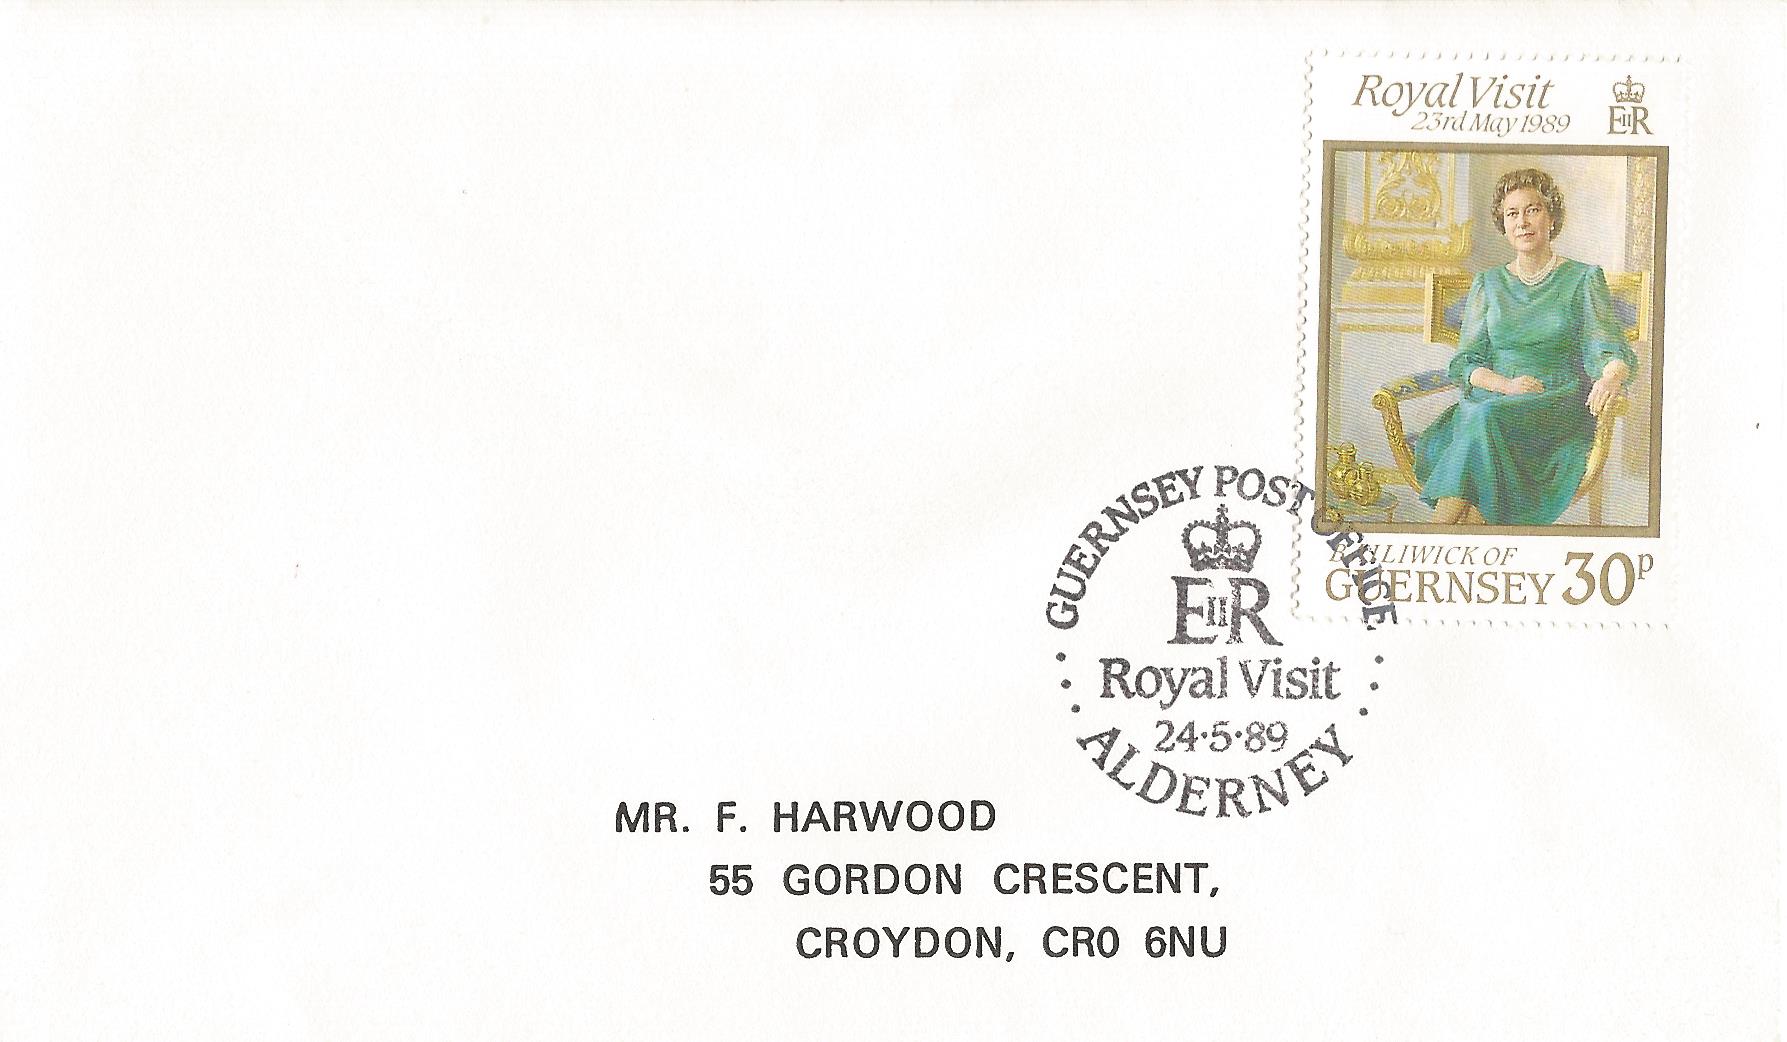 Royal Visit
23rd May 1989
EIIR
BAILIWICK OF
GUERNSEY 30p
GUERNSEY POST OFFICE
EIIR
Royal Visit
24·5·89
ALDERNEY
MR. F. HARWOOD
55 GORDON CRESCENT,
CROYDON, CR0 6NU